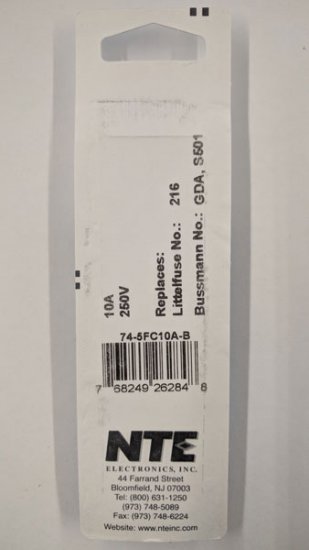 10A
250V
Replaces:
Littelfuse No.: 216
Bussmann No.: GDA, S501
74-5FC10A-B
7 68249 26284 6
NTE
ELECTRONICS, INC.
44 Farrand Street
Bloomfield, NJ 07003
Tel: (800) 631-1250
(973) 748-5089
Fax: (973) 748-6224
Website: www.nteinc.com